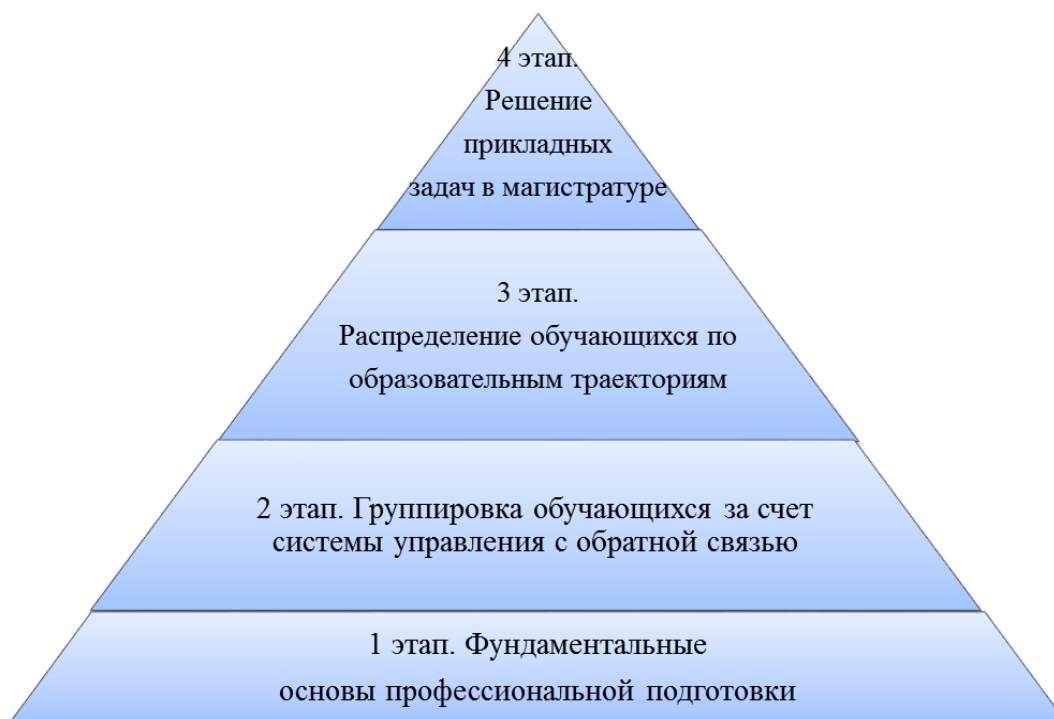 4 этап.
Решение
прикладных
задач в магистратуре
3 этап.
Распределение обучающихся по
образовательным траекториям
2 этап. Группировка обучающихся за счет
системы управления с обратной связью
1 этап. Фундаментальные
основы профессиональной подготовки